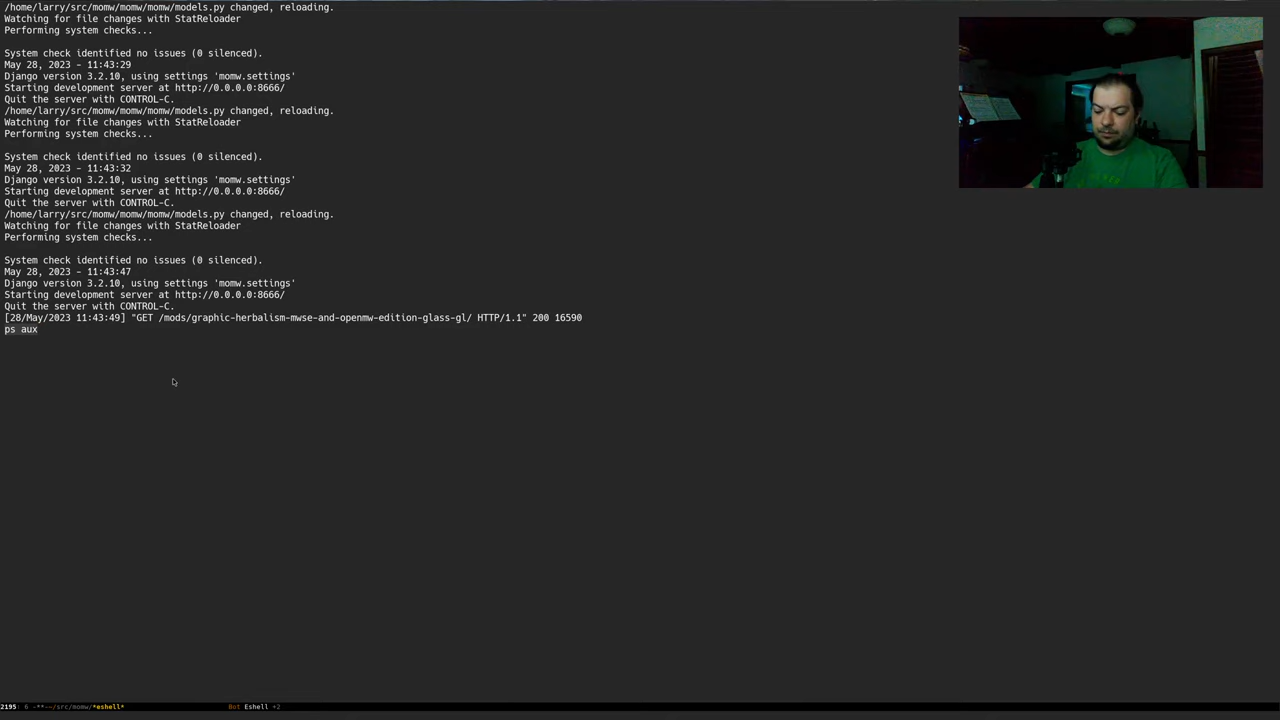 /home/larry/src/momw/momw/momw/models.py changed, reloading.
Watching for file changes with StatReloader
Performing system checks...
System check identified no issues (0 silenced).
May 28, 2023 - 11:43:29
Django version 3.2.10, using settings 'momw.settings'
Starting development server at http://0.0.0.0:8666/
Quit the server with CONTROL-C.
/home/larry/src/momw/momw/momw/models.py changed, reloading.
Watching for file changes with StatReloader
Performing system checks...
System check identified no issues (0 silenced).
May 28, 2023 - 11:43:32
Django version 3.2.10, using settings 'momw.settings'
Starting development server at http://0.0.0.0:8666/
Quit the server with CONTROL-C.
/home/larry/src/momw/momw/momw/models.py changed, reloading.
Watching for file changes with StatReloader
Performing system checks...
System check identified no issues (0 silenced).
May 28, 2023 - 11:43:47
Django version 3.2.10, using settings 'momw.settings'
Starting development server at http://0.0.0.0:8666/
Quit the server with CONTROL-C.
[28/May/2023 11:43:49] "GET /mods/graphic-herbalism-mwse-and-openmw-edition-glass-gl/ HTTP/1.1" 200 16590
ps aux
2195: 6 -**-~/src/momw/*eshell* Bot Eshell +2